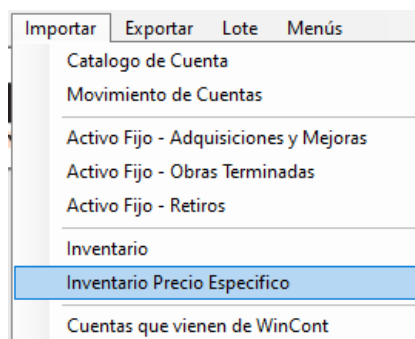 Importar Exportar Lote Menús
Catalogo de Cuenta
Movimiento de Cuentas
Activo Fijo - Adquisiciones y Mejoras
Activo Fijo - Obras Terminadas
Activo Fijo - Retiros
Inventario
Inventario Precio Especifico
Cuentas que vienen de WinCont